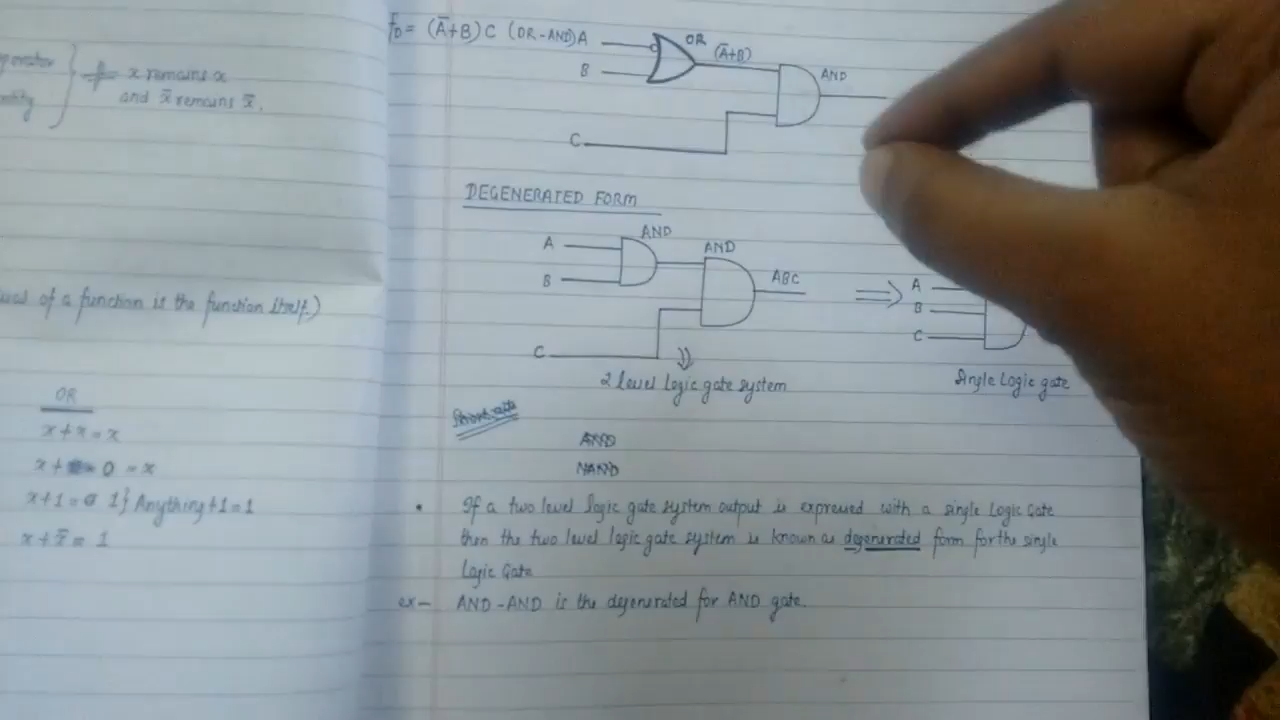 x remains x
and x̄ remains x̄.
of a function is the function itself.)
OR
x+x=x
x+ 0 = x
x+1= 1} Anything+1=1
x+x̄ = 1
f_D = (Ā+B)C (OR-AND)
A
B
OR
(Ā+B)
AND
C
DEGENERATED FORM
A
B
AND
AND
ABC
C
2 level logic gate system
⇒
A
B
C
Single Logic gate
AND
NAND
• If a two level logic gate system output is expressed with a single Logic Gate
then the two level logic gate system is known as degenerated form for the single
Logic Gate
ex- AND-AND is the degenerated for AND gate.